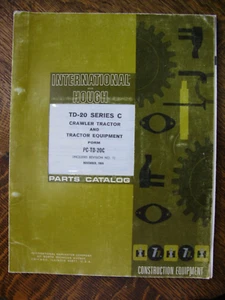 INTERNATIONAL
HOUGH
TD-20 SERIES C
CRAWLER TRACTOR
AND
TRACTOR EQUIPMENT
FORM
PC-TD-20C
PARTS CATALOG
CONSTRUCTION EQUIPMENT